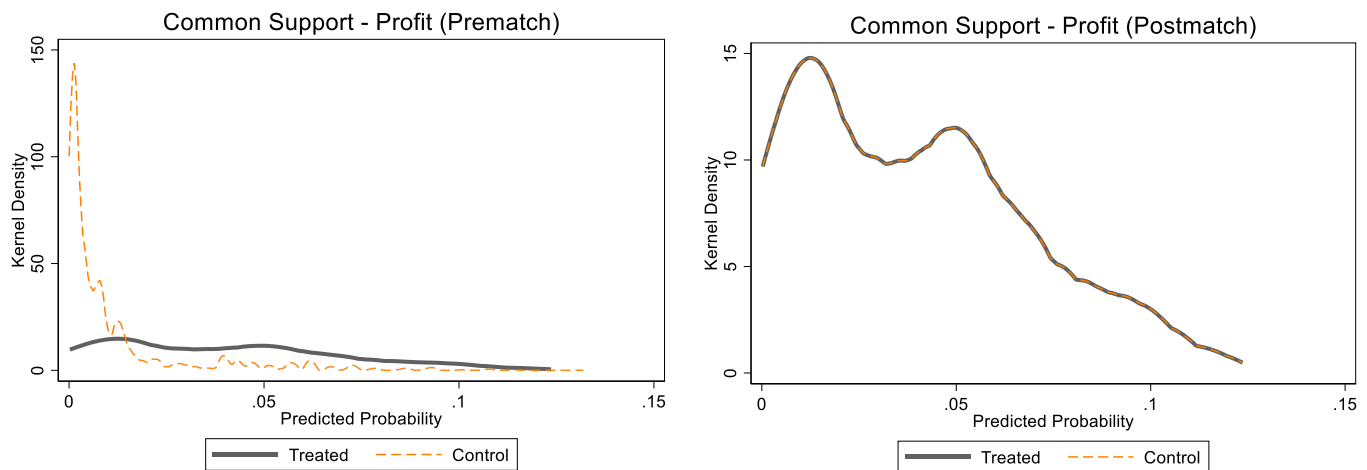 Common Support - Profit (Prematch)
150
100
50
0
Kernel Density
0
.05
.1
.15
Predicted Probability
Treated
Control
Common Support - Profit (Postmatch)
15
10
5
0
Kernel Density
0
.05
.1
.15
Predicted Probability
Treated
Control